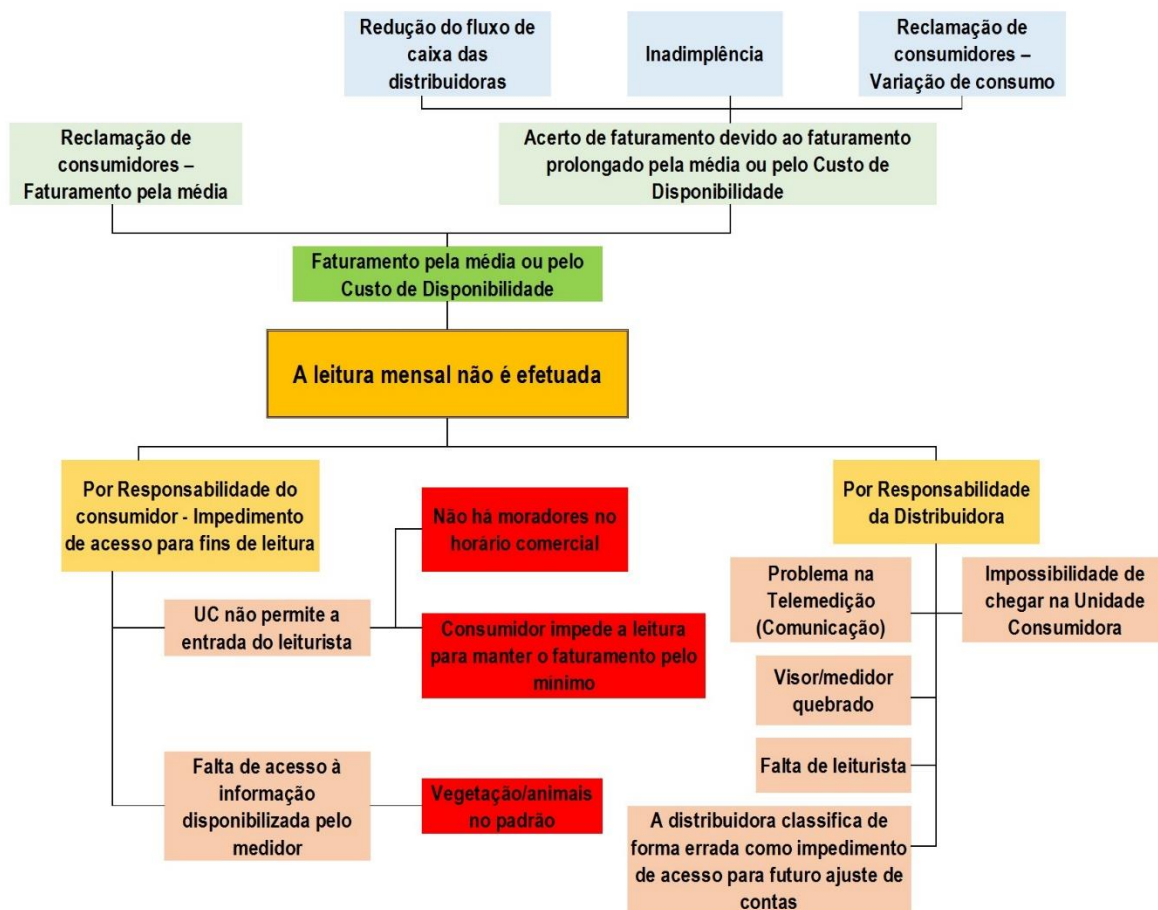 Redução do fluxo de
caixa das
distribuidoras
Inadimplência
Reclamação de
consumidores –
Variação de consumo
Reclamação de
consumidores –
Faturamento pela média
Acerto de faturamento devido ao faturamento
prolongado pela média ou pelo Custo de
Disponibilidade
Faturamento pela média ou pelo
Custo de Disponibilidade
A leitura mensal não é efetuada
Por Responsabilidade do
consumidor - Impedimento
de acesso para fins de leitura
Não há moradores no
horário comercial
Por Responsabilidade
da Distribuidora
UC não permite a
entrada do leiturista
Consumidor impede a leitura
para manter o faturamento pelo
mínimo
Problema na
Telemedição
(Comunicação)
Impossibilidade de
chegar na Unidade
Consumidora
Visor/medidor
quebrado
Falta de leiturista
Falta de acesso à
informação
disponibilizada pelo
medidor
Vegetação/animais
no padrão
A distribuidora classifica de
forma errada como impedimento
de acesso para futuro ajuste de
contas